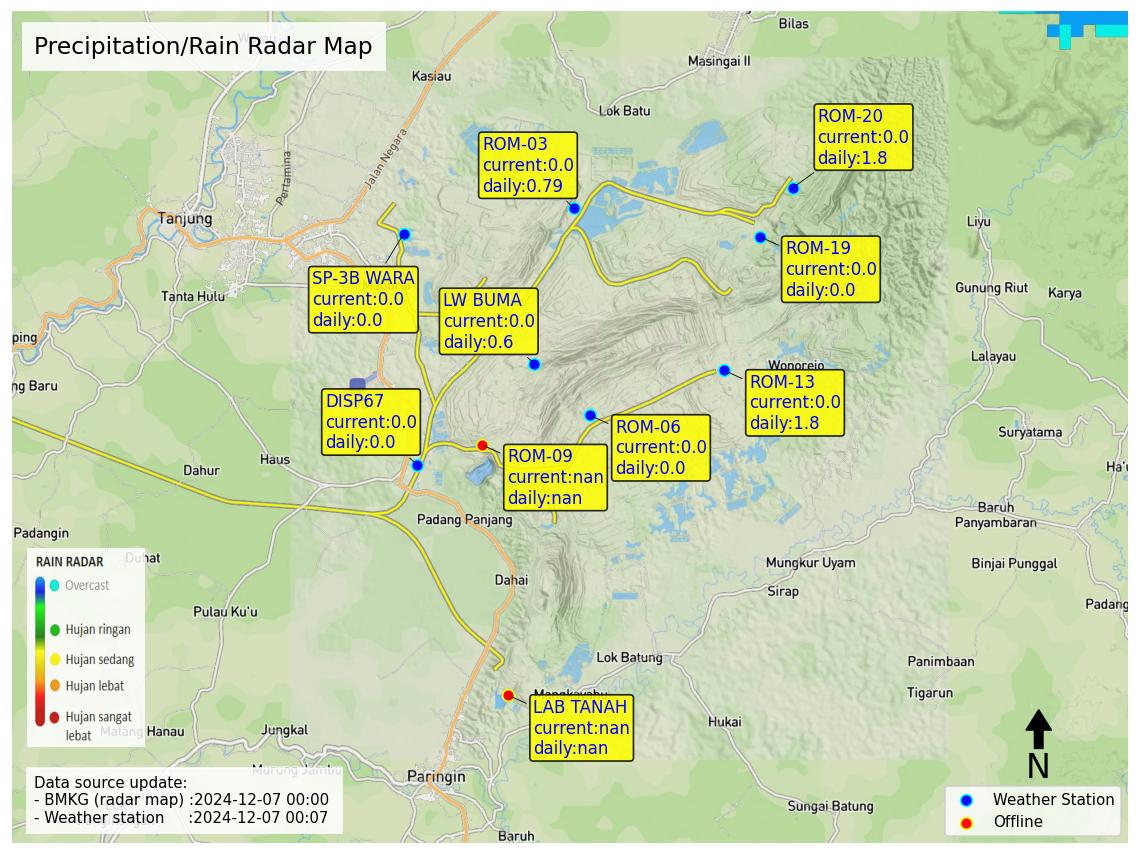 Precipitation/Rain Radar Map
Bilas
Masingai II
Kasiau
Lok Batu
Jalan Negara
Pertamina
Tanjung
Tanta Hulu
ping
ng Baru
ROM-03
current:0.0
daily:0.79
ROM-20
current:0.0
daily:1.8
ROM-19
current:0.0
daily:0.0
SP-3B WARA
current:0.0
daily:0.0
LW BUMA
current:0.0
daily:0.6
Liyu
Gunung Riut
Karya
Lalayau
Wonorejo
ROM-13
current:0.0
daily:1.8
DISP67
current:0.0
daily:0.0
ROM-06
current:0.0
daily:0.0
ROM-09
current:nan
daily:nan
Suryatama
Ha'u
Dahur
Haus
Padang Panjang
Baruh
Panyambaran
Padangin
Duhat
Dahai
Mungkur Uyam
Binjai Punggal
Sirap
Padang
Pulau Ku'u
Lok Batung
Panimbaan
Tigarun
Mangkayahu
LAB TANAH
current:nan
daily:nan
Hukai
RAIN RADAR
Overcast
Hujan ringan
Hujan sedang
Hujan lebat
Hujan sangat
lebat
Matang Hanau
Jungkal
Murung Jambu
Paringin
Sungai Batung
Baruh
Data source update:
- BMKG (radar map) :2024-12-07 00:00
- Weather station :2024-12-07 00:07
N
Weather Station
Offline